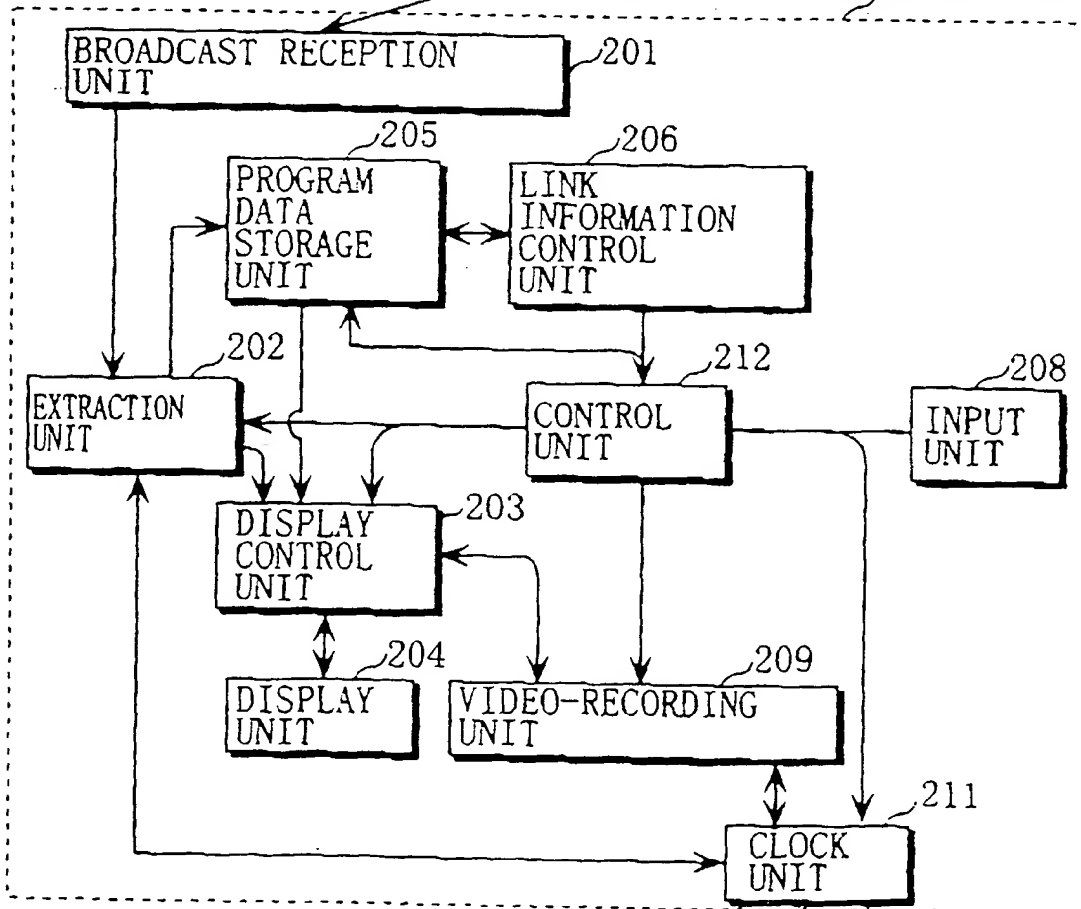 BROADCAST RECEPTION
UNIT
201
205
PROGRAM
DATA
STORAGE
UNIT
206
LINK
INFORMATION
CONTROL
UNIT
202
EXTRACTION
UNIT
212
CONTROL
UNIT
208
INPUT
UNIT
203
DISPLAY
CONTROL
UNIT
204
DISPLAY
UNIT
209
VIDEO-RECORDING
UNIT
211
CLOCK
UNIT